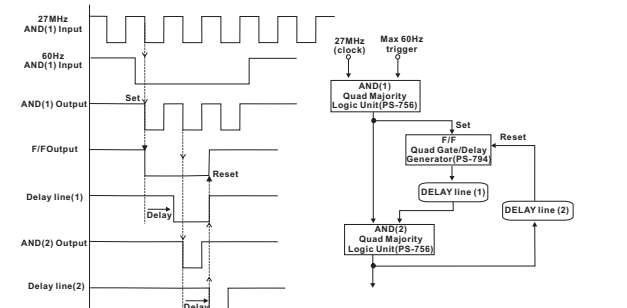 27MHz
AND(1) Input
60Hz
AND(1) Input
AND(1) Output
Set
F/FOutput
Reset
Delay line(1)
Delay
AND(2) Output
Delay line(2)
Delay
27MHz
(clock)
Max 60Hz
trigger
AND(1)
Quad Majority
Logic Unit(PS-756)
Set
Reset
F/F
Quad Gate/Delay
Generator(PS-794)
DELAY line (1)
DELAY line (2)
AND(2)
Quad Majority
Logic Unit(PS-756)